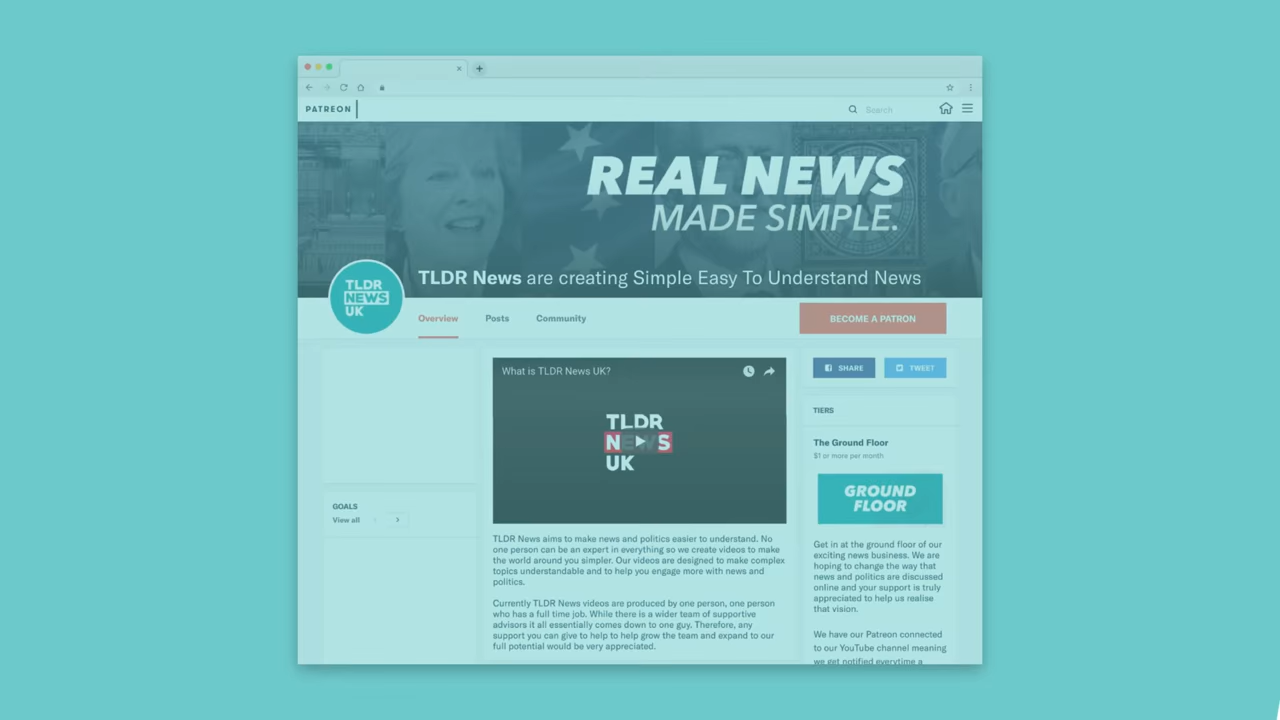 PATREON
Search
REAL NEWS
MADE SIMPLE.
TLDR News are creating Simple Easy To Understand News
TLDR
NEWS
UK
Overview
Posts
Community
BECOME A PATRON
GOALS
View all
What is TLDR News UK?
TLDR
NEWS
UK
TLDR News aims to make news and politics easier to understand. No
one person can be an expert in everything so we create videos to make
the world around you simpler. Our videos are designed to make complex
topics understandable and to help you engage more with news and
politics.
Currently TLDR News videos are produced by one person, one person
who has a full time job. While there is a wider team of supportive
advisors it all essentially comes down to one guy. Therefore, any
support you can give to help to help grow the team and expand to our
full potential would be very appreciated.
SHARE
TWEET
TIERS
The Ground Floor
$1 or more per month
GROUND
FLOOR
Get in at the ground floor of our
exciting news business. We are
hoping to change the way that
news and politics are discussed
online and your support is truly
appreciated to help us realise
that vision.
We have our Patreon connected
to our YouTube channel meaning
we get notified everytime a